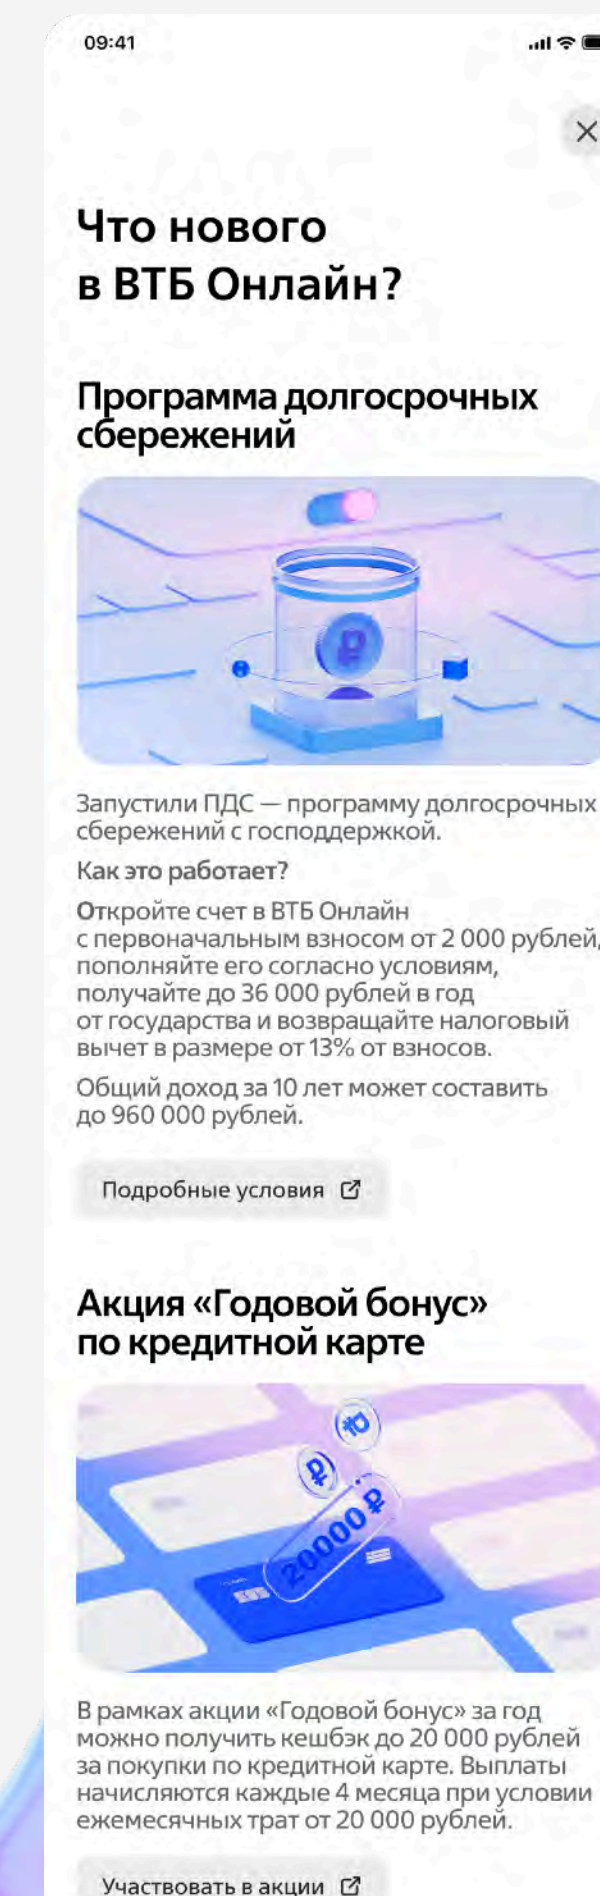 09:41
Что нового
в ВТБ Онлайн?
Программа долгосрочных
сбережений
₽
Запустили ПДС — программу долгосрочных
сбережений с господдержкой.
Как это работает?
Откройте счет в ВТБ Онлайн
с первоначальным взносом от 2 000 рублей,
пополняйте его согласно условиям,
получайте до 36 000 рублей в год
от государства и возвращайте налоговый
вычет в размере от 13% от взносов.
Общий доход за 10 лет может составить
до 960 000 рублей.
Подробные условия
Акция «Годовой бонус»
по кредитной карте
₽
₽
20000 ₽
В рамках акции «Годовой бонус» за год
можно получить кешбэк до 20 000 рублей
за покупки по кредитной карте. Выплаты
начисляются каждые 4 месяца при условии
ежемесячных трат от 20 000 рублей.
Участвовать в акции